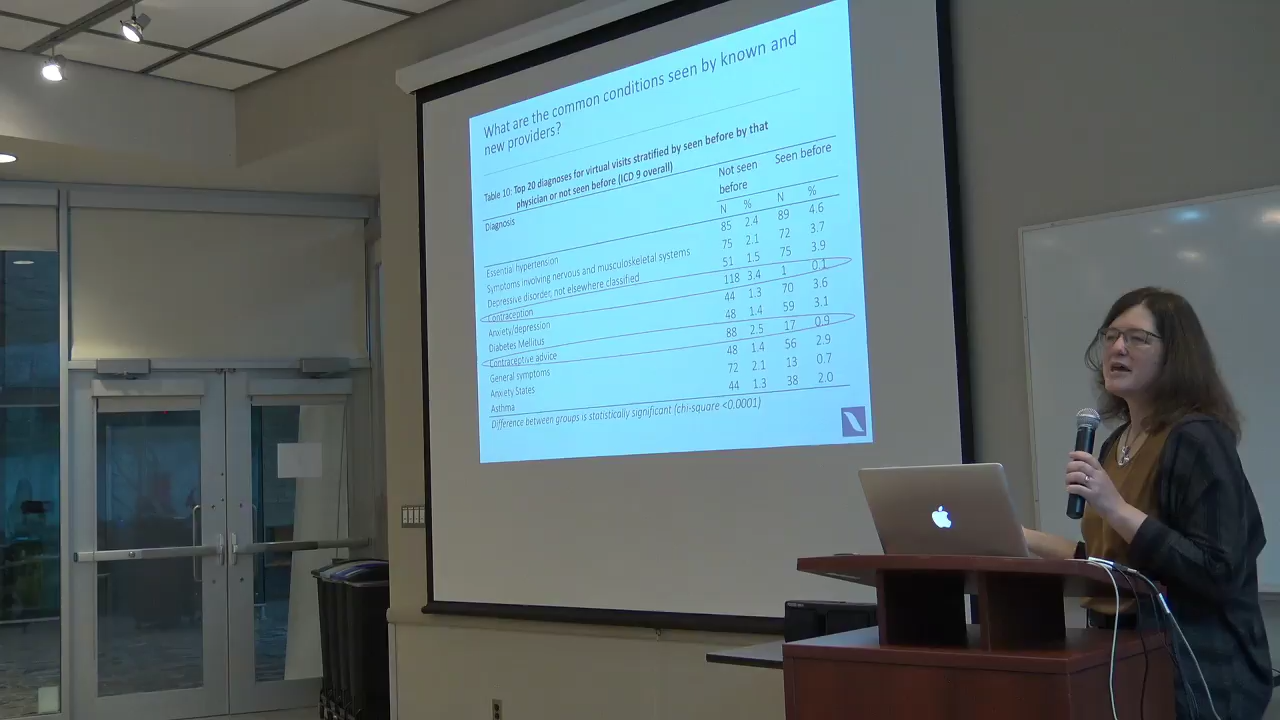 What are the common conditions seen by known and
new providers?
Table 10: Top 20 diagnoses for virtual visits stratified by seen before by that
physician or not seen before (ICD 9 overall)
Diagnosis Not seen before Seen before
N % N %
Essential hypertension 85 2.4 89 4.6
Symptoms involving nervous and musculoskeletal systems 75 2.1 72 3.7
Depressive disorder, not elsewhere classified 51 1.5 75 3.9
Contraception 118 3.4 1 0.1
Anxiety/depression 44 1.3 70 3.6
Diabetes Mellitus 48 1.4 59 3.1
Contraceptive advice 88 2.5 17 0.9
General symptoms 48 1.4 56 2.9
Anxiety States 72 2.1 13 0.7
Asthma 44 1.3 38 2.0
Difference between groups is statistically significant (chi-square <0.0001)